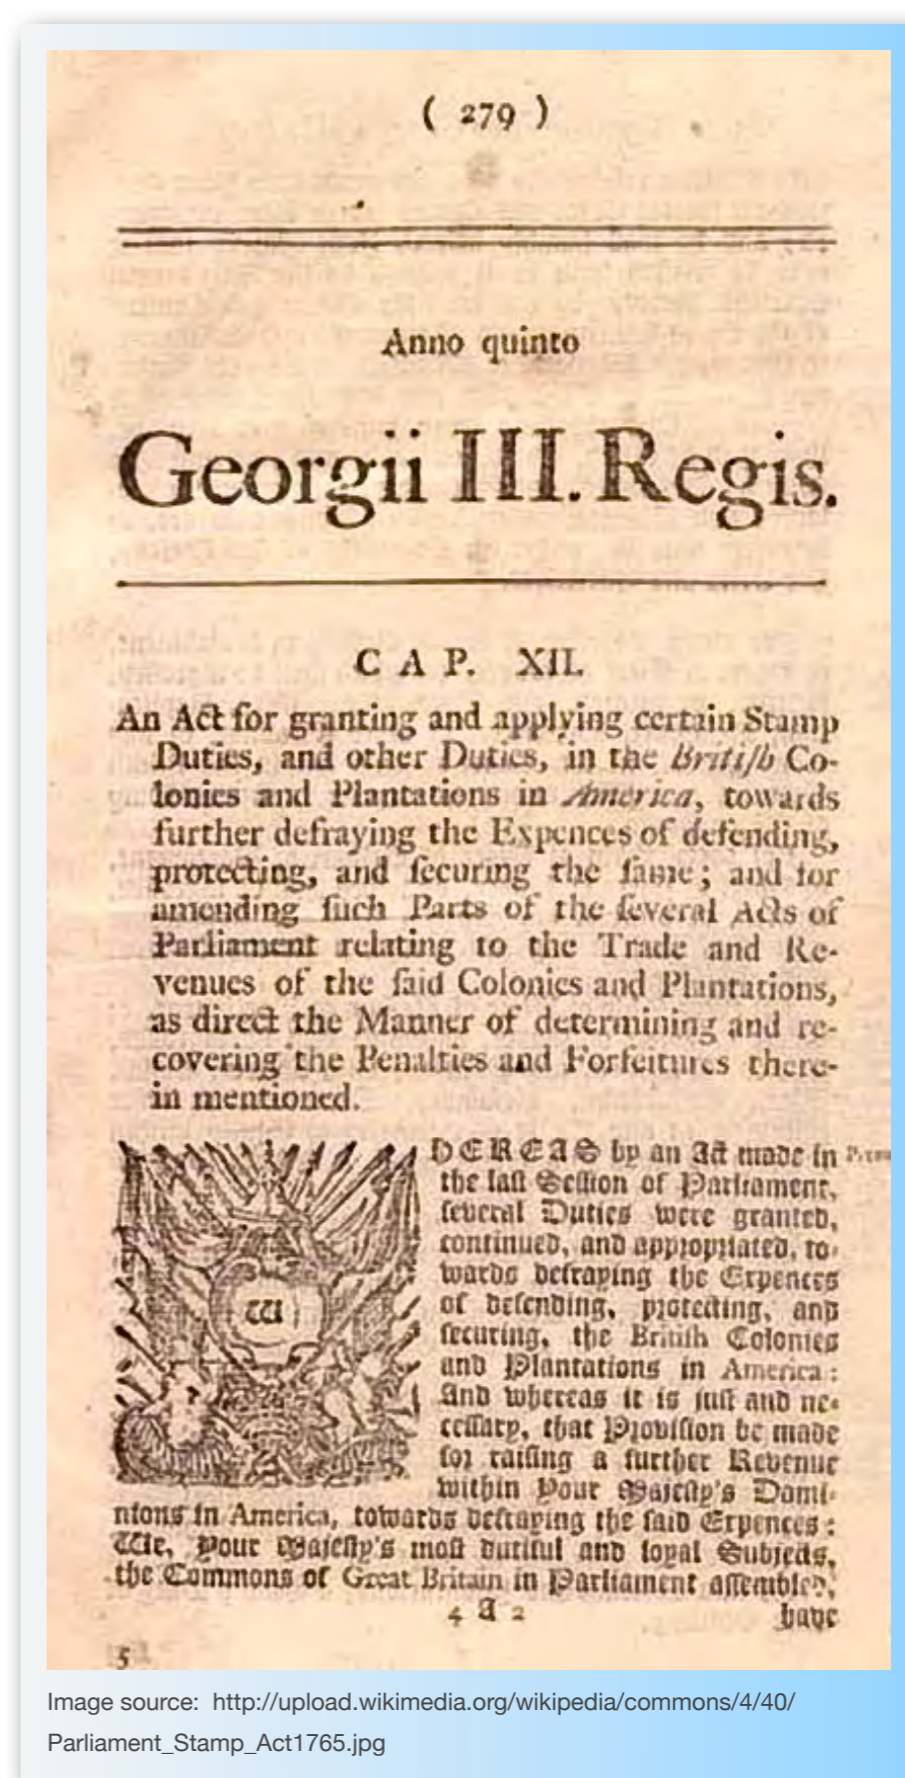 ( 279 )
Anno quinto
Georgii III. Regis.
C A P. XII.
An Act for granting and applying certain Stamp
Duties, and other Duties, in the Britiſh Co-
lonies and Plantations in America, towards
further defraying the Expences of defending,
protecting, and ſecuring the ſame; and for
amending ſuch Parts of the ſeveral Acts of
Parliament relating to the Trade and Re-
venues of the ſaid Colonies and Plantations,
as direct the Manner of determining and re-
covering the Penalties and Forfeitures there-
in mentioned.
WHEREAS by an Act made in
the laſt Seſſion of Parliament,
ſeveral Duties were granted,
continued, and appropriated, to-
wards defraying the Expences
of defending, protecting, and
ſecuring, the Britiſh Colonies
and Plantations in America:
And whereas it is juſt and ne-
ceſſary, that Proviſion be made
for raiſing a further Revenue
within Your Majeſty's Domi-
nions in America, towards defraying the ſaid Expences:
We, Your Majeſty's moſt dutiful and loyal Subjects,
the Commons of Great Britain in Parliament aſſembled,
4 A 2 have
5
Image source: http://upload.wikimedia.org/wikipedia/commons/4/40/
Parliament_Stamp_Act1765.jpg